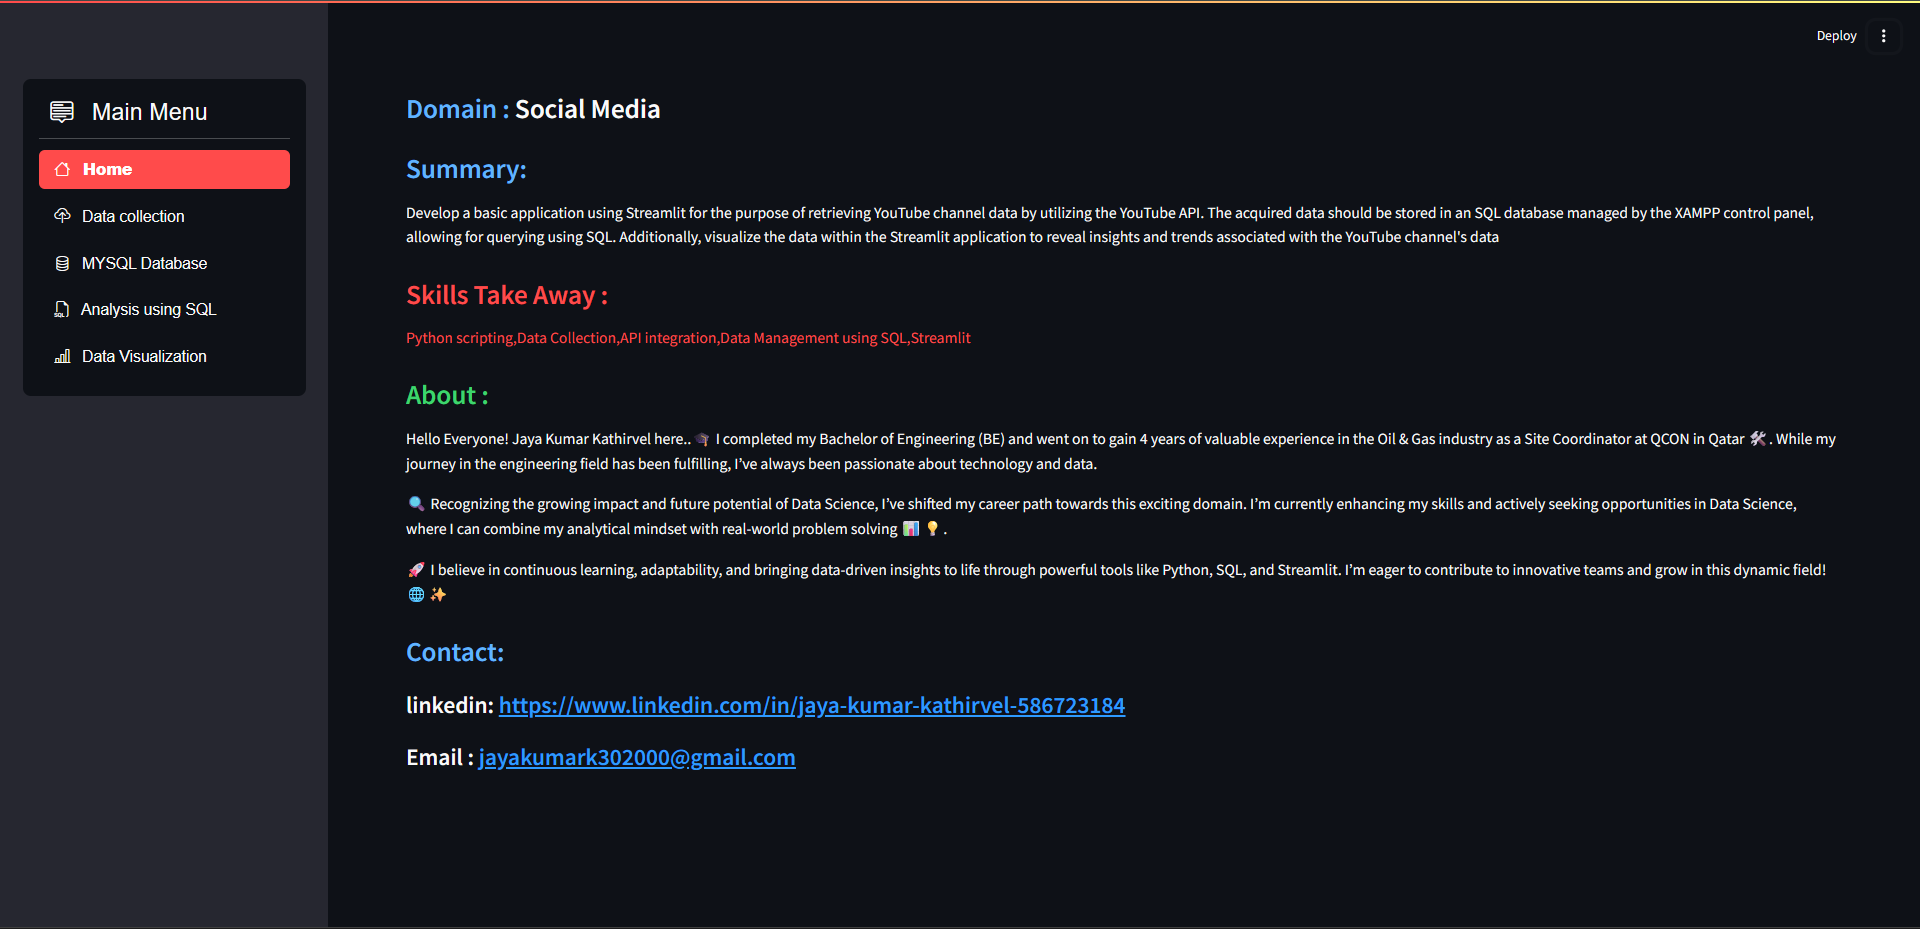 Deploy
Main Menu
Home
Data collection
MYSQL Database
Analysis using SQL
Data Visualization
Domain : Social Media
Summary:
Develop a basic application using Streamlit for the purpose of retrieving YouTube channel data by utilizing the YouTube API. The acquired data should be stored in an SQL database managed by the XAMPP control panel,
allowing for querying using SQL. Additionally, visualize the data within the Streamlit application to reveal insights and trends associated with the YouTube channel's data
Skills Take Away :
Python scripting,Data Collection,API integration,Data Management using SQL,Streamlit
About :
Hello Everyone! Jaya Kumar Kathirvel here.. 🎓 I completed my Bachelor of Engineering (BE) and went on to gain 4 years of valuable experience in the Oil & Gas industry as a Site Coordinator at QCON in Qatar 🛠️. While my
journey in the engineering field has been fulfilling, I’ve always been passionate about technology and data.
🔍 Recognizing the growing impact and future potential of Data Science, I’ve shifted my career path towards this exciting domain. I’m currently enhancing my skills and actively seeking opportunities in Data Science,
where I can combine my analytical mindset with real-world problem solving 📊 💡.
🚀 I believe in continuous learning, adaptability, and bringing data-driven insights to life through powerful tools like Python, SQL, and Streamlit. I’m eager to contribute to innovative teams and grow in this dynamic field!
🌐 ✨
Contact:
linkedin: https://www.linkedin.com/in/jaya-kumar-kathirvel-586723184
Email : jayakumark302000@gmail.com